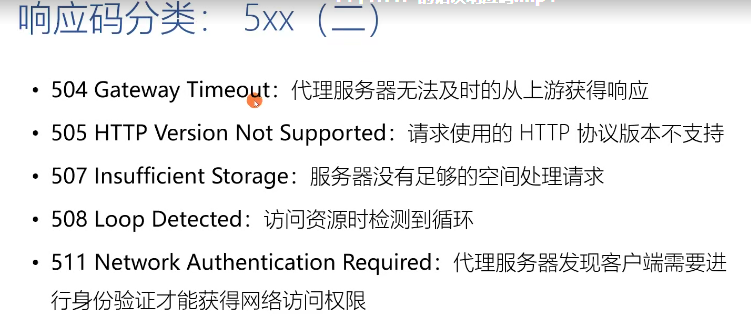 响应码分类： 5xx（二）
• 504 Gateway Timeout：代理服务器无法及时的从上游获得响应
• 505 HTTP Version Not Supported：请求使用的 HTTP 协议版本不支持
• 507 Insufficient Storage：服务器没有足够的空间处理请求
• 508 Loop Detected：访问资源时检测到循环
• 511 Network Authentication Required：代理服务器发现客户端需要进
行身份验证才能获得网络访问权限